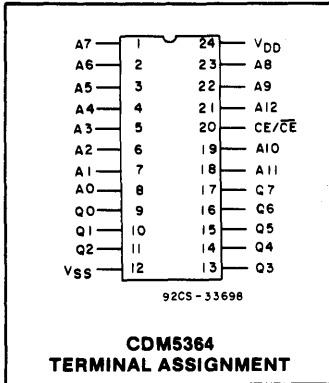 A7 1 24 VDD
A6 2 23 A8
A5 3 22 A9
A4 4 21 A12
A3 5 20 CE/C̅E̅
A2 6 19 A10
A1 7 18 A11
A0 8 17 Q7
Q0 9 16 Q6
Q1 10 15 Q5
Q2 11 14 Q4
VSS 12 13 Q3
92CS-33698
CDM5364
TERMINAL ASSIGNMENT